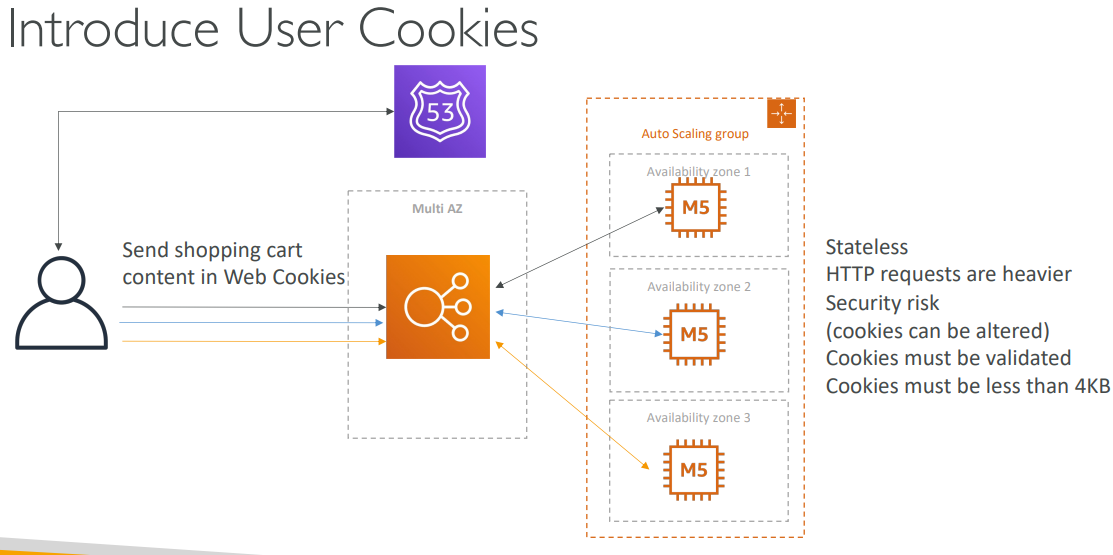 Introduce User Cookies
53
Auto Scaling group
Availability zone 1
M5
Multi AZ
Send shopping cart
content in Web Cookies
Availability zone 2
M5
Availability zone 3
M5
Stateless
HTTP requests are heavier
Security risk
(cookies can be altered)
Cookies must be validated
Cookies must be less than 4KB